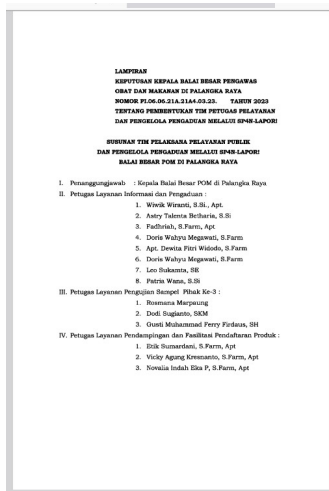 LAMPIRAN
KEPUTUSAN KEPALA BALAI BESAR PENGAWAS
OBAT DAN MAKANAN DI PALANGKA RAYA
NOMOR PI.06.06.21A.21A4.03.23. TAHUN 2023
TENTANG PEMBENTUKAN TIM PETUGAS PELAYANAN
DAN PENGELOLA PENGADUAN MELALUI SP4N-LAPOR!
SUSUNAN TIM PELAKSANA PELAYANAN PUBLIK
DAN PENGELOLA PENGADUAN MELALUI SP4N-LAPOR!
BALAI BESAR POM DI PALANGKA RAYA
I. Penanggungjawab : Kepala Balai Besar POM di Palangka Raya
II. Petugas Layanan Informasi dan Pengaduan :
1. Wiwik Wiranti, S.Si., Apt.
2. Astry Talenta Betharia, S.Si
3. Fadhriah, S.Farm, Apt
4. Doris Wahyu Megawati, S.Farm
5. Apt. Dewita Fitri Widodo, S.Farm
6. Doris Wahyu Megawati, S.Farm
7. Leo Sukamta, SE
8. Patria Wana, S.Si
III. Petugas Layanan Pengujian Sampel Pihak Ke-3 :
1. Rosmana Marpaung
2. Dodi Sugianto, SKM
3. Gusti Muhammad Ferry Firdaus, SH
IV. Petugas Layanan Pendampingan dan Fasilitasi Pendaftaran Produk :
1. Etik Sumardani, S.Farm, Apt
2. Vicky Agung Kresnanto, S.Farm, Apt
3. Novalia Indah Eka P, S.Farm, Apt